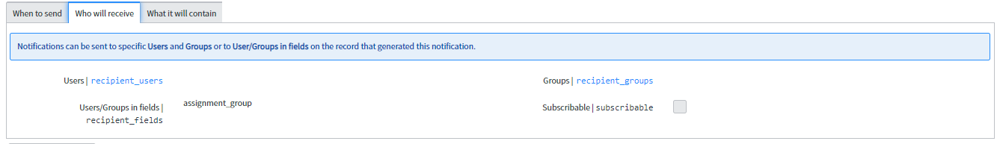 When to send
Who will receive
What it will contain
Notifications can be sent to specific Users and Groups or to User/Groups in fields on the record that generated this notification.
Users | recipient_users
Groups | recipient_groups
Users/Groups in fields |
recipient_fields
assignment_group
Subscribable | subscribable